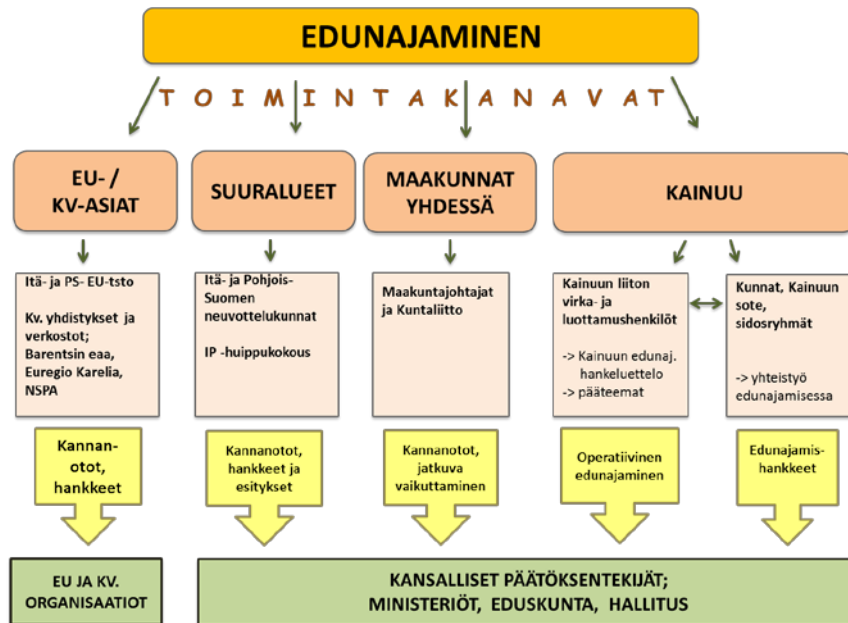 EDUNAJAMINEN
TOIMINTAKANAVAT
EU- /
KV-ASIAT
SUURALUEET
MAAKUNNAT
YHDESSÄ
KAINUU
Itä- ja PS- EU-tsto
Kv. yhdistykset ja
verkostot;
Barentsin eaa,
Euregio Karelia,
NSPA
Itä- ja Pohjois-
Suomen
neuvottelukunnat
IP -huippukokous
Maakuntajohtajat
ja Kuntaliitto
Kainuun liiton
virka- ja
luottamushenkilöt
-> Kainuun edunaj.
hankeluettelo
-> pääteemat
Kunnat, Kainuun
sote,
sidosryhmät
-> yhteistyö
edunajamisessa
Kannan-
otot,
hankkeet
Kannanotot,
hankkeet ja
esitykset
Kannanotot,
jatkuva
vaikuttaminen
Operatiivinen
edunajaminen
Edunajamis-
hankkeet
EU JA KV.
ORGANISAATIOT
KANSALLISET PÄÄTÖKSENTEKIJÄT;
MINISTERIÖT, EDUSKUNTA, HALLITUS